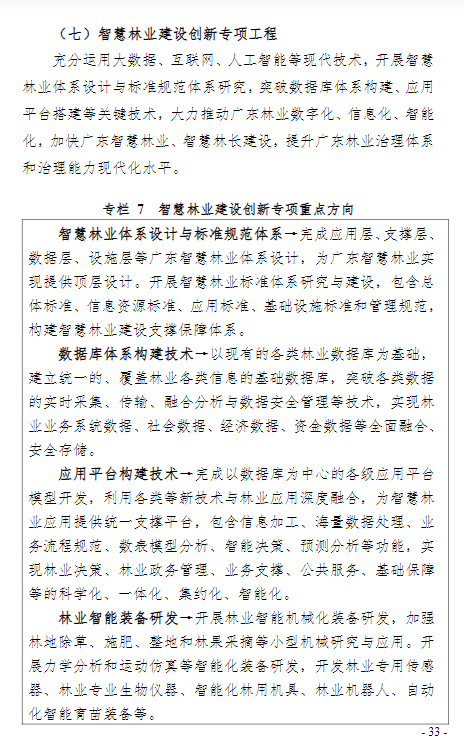 （七）智慧林业建设创新专项工程
充分运用大数据、互联网、人工智能等现代技术，开展智慧
林业体系设计与标准规范体系研究，突破数据库体系构建、应用
平台搭建等关键技术，大力推动广东林业数字化、信息化、智能
化，加快广东智慧林业、智慧林长建设，提升广东林业治理体系
和治理能力现代化水平。
专栏 7 智慧林业建设创新专项重点方向
智慧林业体系设计与标准规范体系→完成应用层、支撑层、
数据层、设施层等广东智慧林业体系设计，为广东智慧林业实
现提供顶层设计。开展智慧林业标准体系研究与建设，包含总
体标准、信息资源标准、应用标准、基础设施标准和管理规范，
构建智慧林业建设支撑保障体系。
数据库体系构建技术→以现有的各类林业数据库为基础，
建立统一的、覆盖林业各类信息的基础数据库，突破各类数据
的实时采集、传输、融合分析与数据安全管理等技术，实现林
业业务系统数据、社会数据、经济数据、资金数据等全面融合、
安全存储。
应用平台构建技术→完成以数据库为中心的各级应用平台
模型开发，利用各类等新技术与林业应用深度融合，为智慧林
业应用提供统一支撑平台，包含信息加工、海量数据处理、业
务流程规范、数表模型分析、智能决策、预测分析等功能，实
现林业决策、林业政务管理、业务支撑、公共服务、基础保障
等的科学化、一体化、集约化、智能化。
林业智能装备研发→开展林业智能机械化装备研发，加强
林地除草、施肥、整地和林果采摘等小型机械研究与应用。开
展力学分析和运动仿真等智能化装备研发，开发林业专用传感
器、林业专业生物仪器、智能化林用机具、林业机器人、自动
化智能育苗装备等。
- 33 -